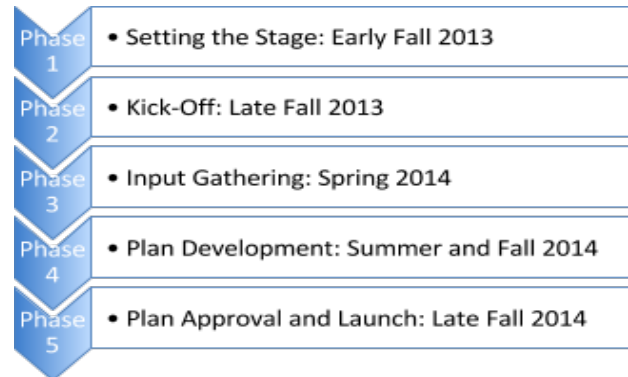 Phase
1
• Setting the Stage: Early Fall 2013
Phase
2
• Kick-Off: Late Fall 2013
Phase
3
• Input Gathering: Spring 2014
Phase
4
• Plan Development: Summer and Fall 2014
Phase
5
• Plan Approval and Launch: Late Fall 2014